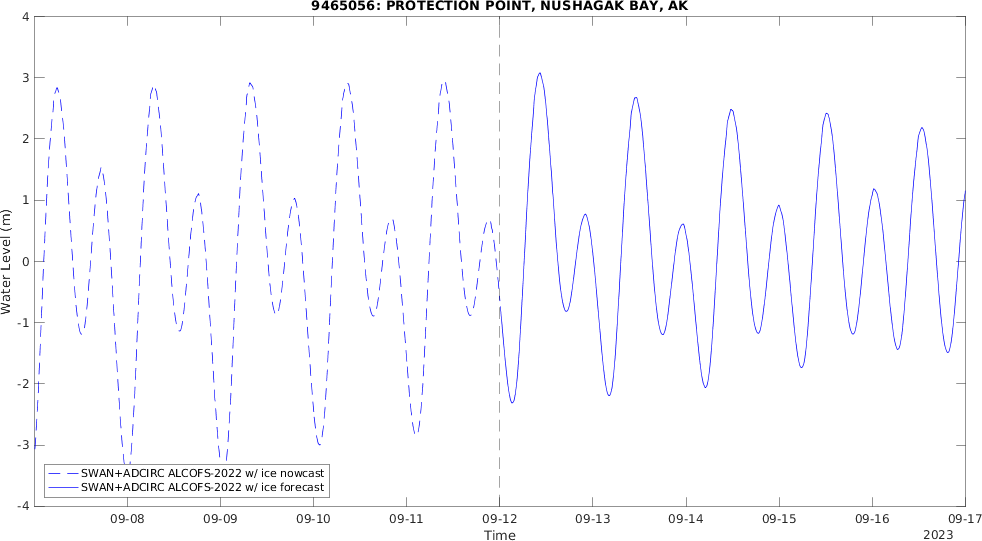 9465056: PROTECTION POINT, NUSHAGAK BAY, AK
Water Level (m)
4
3
2
1
0
-1
-2
-3
-4
SWAN+ADCIRC ALCOFS-2022 w/ ice nowcast
SWAN+ADCIRC ALCOFS-2022 w/ ice forecast
09-08 09-09 09-10 09-11 09-12 09-13 09-14 09-15 09-16 09-17
Time
2023